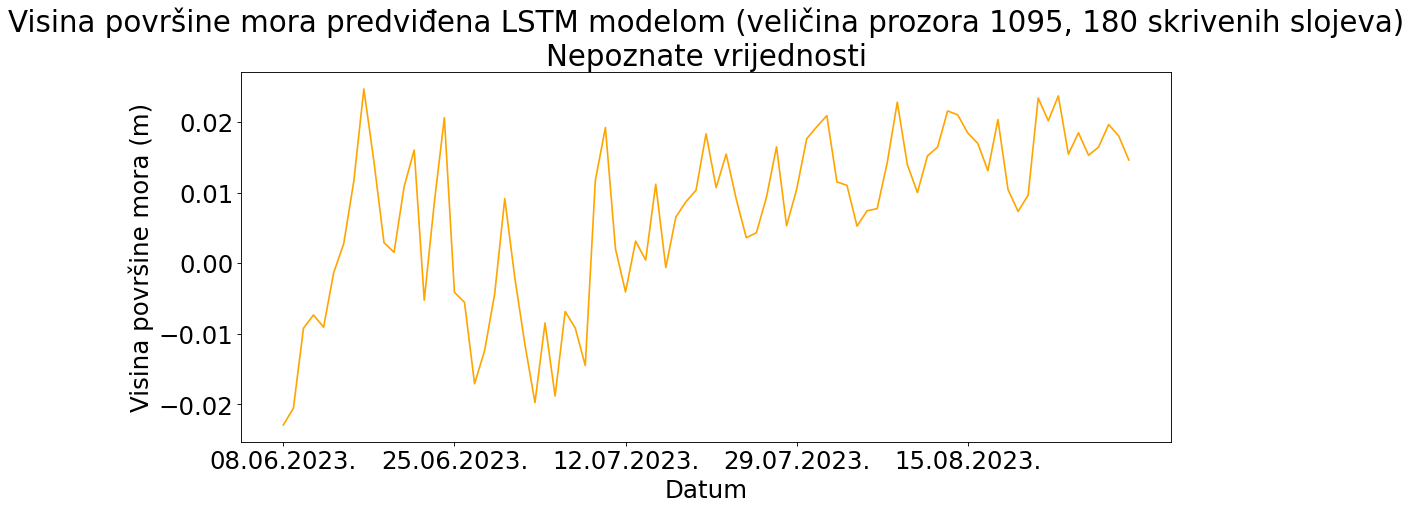 Visina površine mora predviđena LSTM modelom (veličina prozora 1095, 180 skrivenih slojeva)
Nepoznate vrijednosti
Visina površine mora (m)
0.02
0.01
0.00
−0.01
−0.02
08.06.2023. 25.06.2023. 12.07.2023. 29.07.2023. 15.08.2023.
Datum